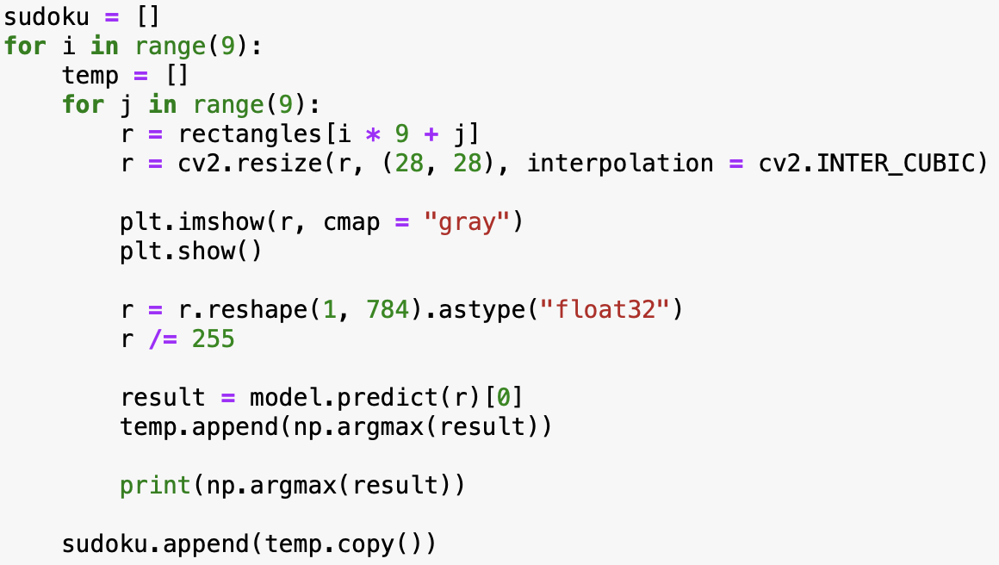 sudoku = []
for i in range(9):
    temp = []
    for j in range(9):
        r = rectangles[i * 9 + j]
        r = cv2.resize(r, (28, 28), interpolation = cv2.INTER_CUBIC)

        plt.imshow(r, cmap = "gray")
        plt.show()

        r = r.reshape(1, 784).astype("float32")
        r /= 255

        result = model.predict(r)[0]
        temp.append(np.argmax(result))

        print(np.argmax(result))

    sudoku.append(temp.copy())